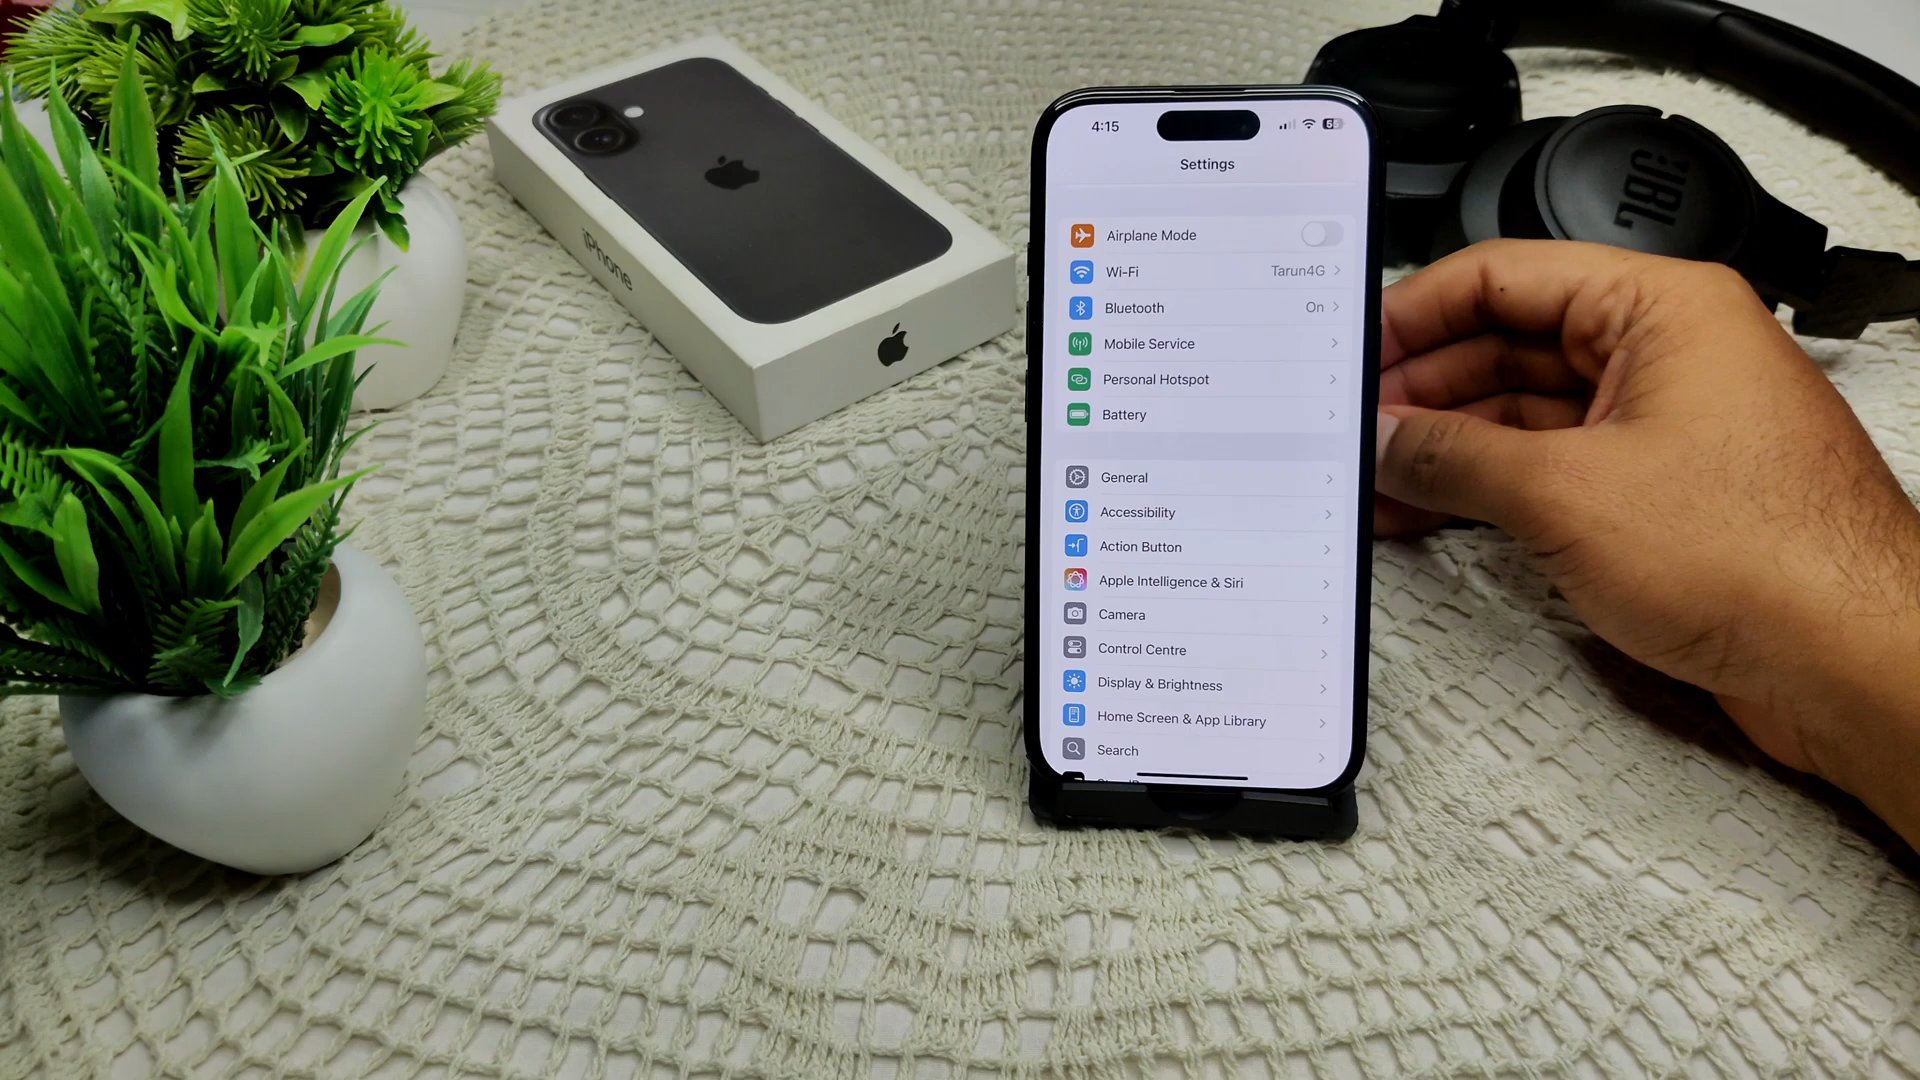 iPhone
JBL
4:15
Settings
Airplane Mode
Wi-Fi Tarun4G
Bluetooth On
Mobile Service
Personal Hotspot
Battery
General
Accessibility
Action Button
Apple Intelligence & Siri
Camera
Control Centre
Display & Brightness
Home Screen & App Library
Search